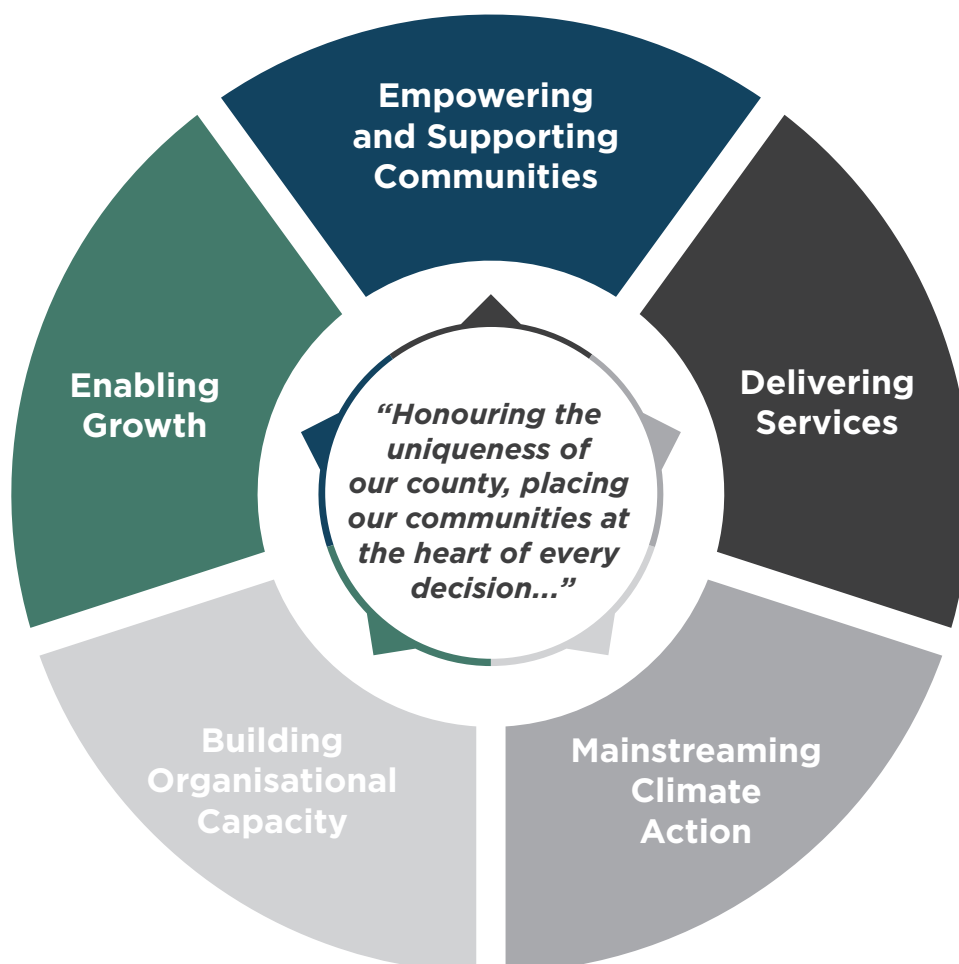 Empowering
and Supporting
Communities
Delivering
Services
Mainstreaming
Climate
Action
Building
Organisational
Capacity
Enabling
Growth
“Honouring the
uniqueness of
our county, placing
our communities at
the heart of every
decision...”